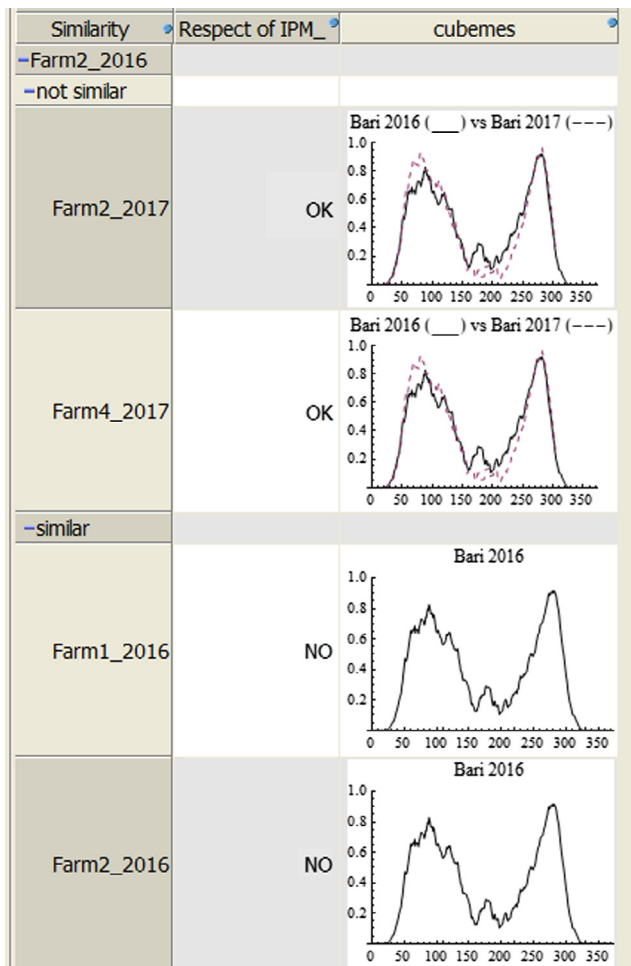 Similarity Respect of IPM_ cubemes
Farm2_2016
not similar
Farm2_2017 OK
Bari 2016 (___) vs Bari 2017 (---)
1.0
0.8
0.6
0.4
0.2
0 50 100 150 200 250 300 350
Farm4_2017 OK
Bari 2016 (___) vs Bari 2017 (---)
1.0
0.8
0.6
0.4
0.2
0 50 100 150 200 250 300 350
similar
Farm1_2016 NO
Bari 2016
1.0
0.8
0.6
0.4
0.2
0 50 100 150 200 250 300 350
Farm2_2016 NO
Bari 2016
1.0
0.8
0.6
0.4
0.2
0 50 100 150 200 250 300 350